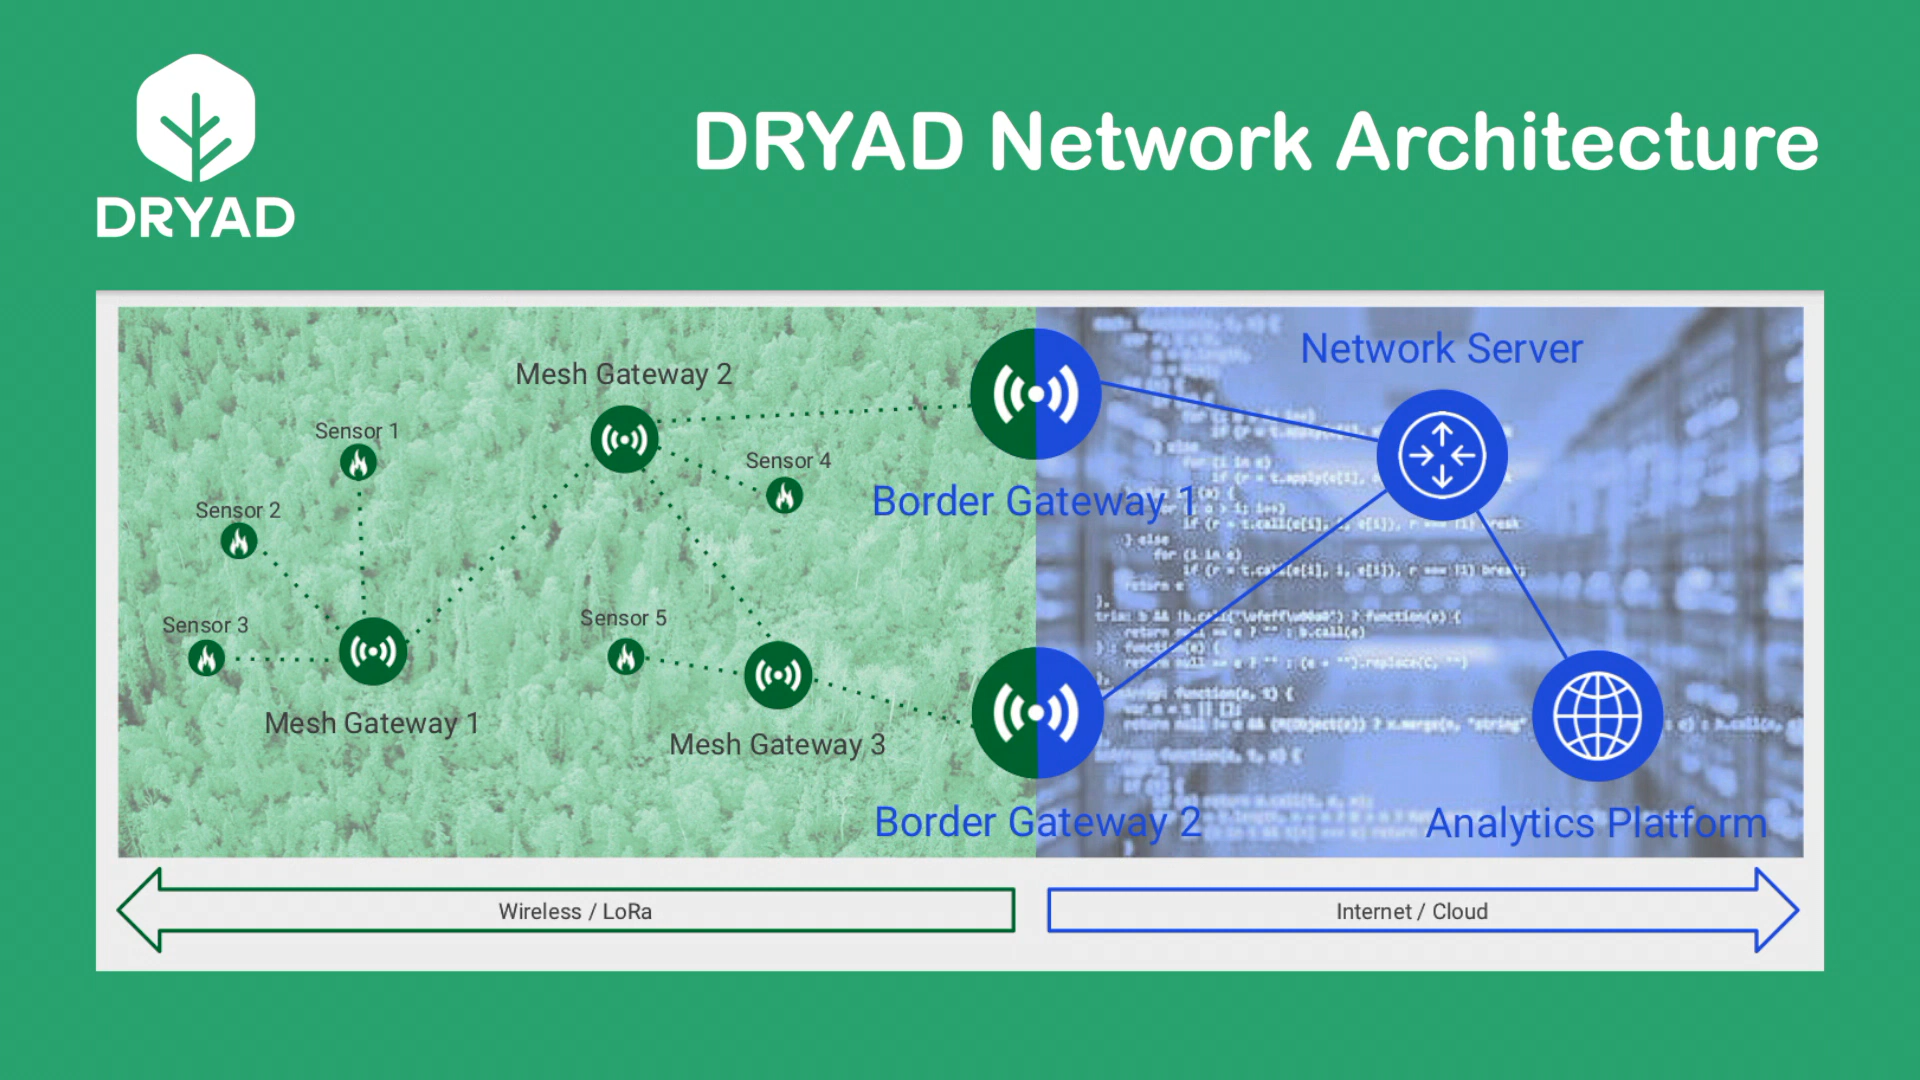 DRYAD
DRYAD Network Architecture
Network Server
Mesh Gateway 2
Sensor 1
Sensor 4
Border Gateway 1
Sensor 2
Sensor 5
Sensor 3
Mesh Gateway 1
Mesh Gateway 3
Border Gateway 2
Analytics Platform
Wireless / LoRa
Internet / Cloud